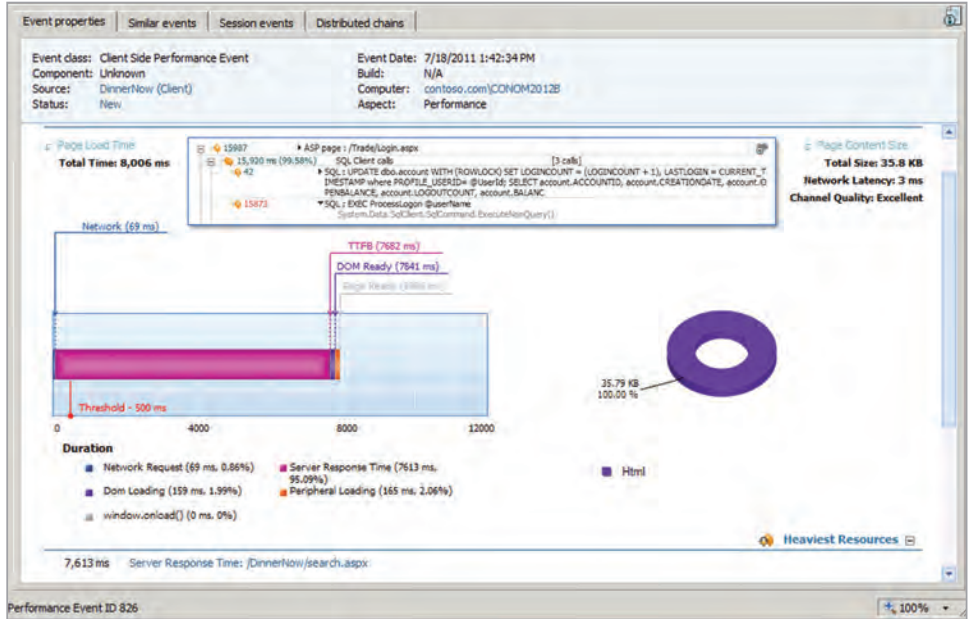 Event properties Similar events Session events Distributed chains
Event class: Client Side Performance Event
Component: Unknown
Source: DinnerNow (Client)
Status: New
Event Date: 7/18/2011 1:42:34 PM
Build: N/A
Computer: contoso.com\CONOM2012B
Aspect: Performance
Page Load Time
Total Time: 8,006 ms
15987 ASP page : /Trade/Login.aspx
15,920 ms (99.58%) SQL Client calls [3 calls]
42 SQL : UPDATE dbo.account WITH (ROWLOCK) SET LOGINCOUNT = (LOGINCOUNT + 1), LASTLOGIN = CURRENT_T
IMESTAMP where PROFILE_USERID= @UserId; SELECT account.ACCOUNTID, account.CREATIONDATE, account.O
PENBALANCE, account.LOGOUTCOUNT, account.BALANC
15873 SQL : EXEC ProcessLogon @userName
System.Data.SqlClient.SqlCommand.ExecuteNonQuery()
Page Content Size
Total Size: 35.8 KB
Network Latency: 3 ms
Channel Quality: Excellent
Network (69 ms)
TTFB (7682 ms)
DOM Ready (7841 ms)
Page Ready
Threshold - 500 ms
0 4000 8000 12000
35.79 KB
100.00 %
Duration
Network Request (69 ms, 0.86%)
Server Response Time (7613 ms,
95.09%)
Dom Loading (159 ms, 1.99%)
Peripheral Loading (165 ms, 2.06%)
window.onload() (0 ms, 0%)
Html
Heaviest Resources
7,613 ms Server Response Time: /DinnerNow/search.aspx
Performance Event ID 826
100%